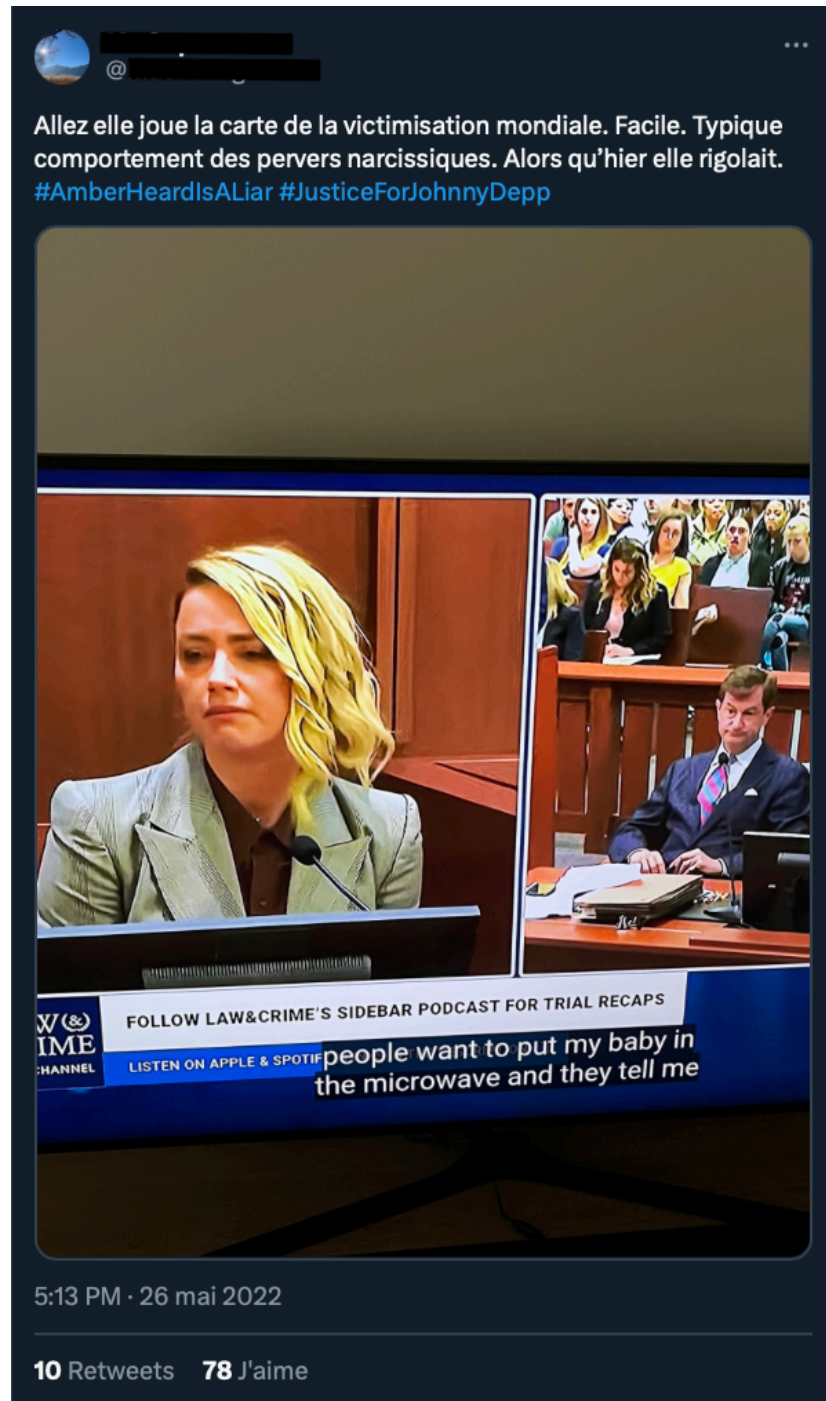 @
Allez elle joue la carte de la victimisation mondiale. Facile. Typique
comportement des pervers narcissiques. Alors qu’hier elle rigolait.
#AmberHeardIsALiar #JusticeForJohnnyDepp
W(&)
IME
CHANNEL
FOLLOW LAW&CRIME'S SIDEBAR PODCAST FOR TRIAL RECAPS
LISTEN ON APPLE & SPOTIF
people want to put my baby in
the microwave and they tell me
5:13 PM · 26 mai 2022
10 Retweets 78 J'aime